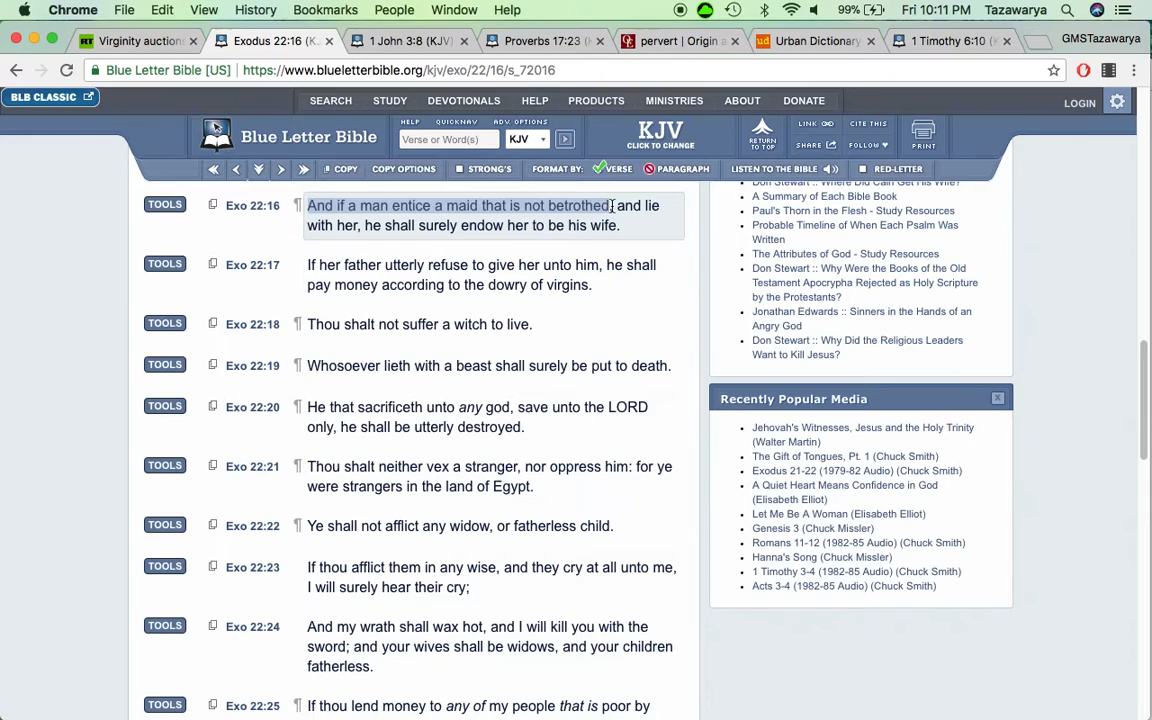 Chrome File Edit View History Bookmarks People Window Help 99% Fri 10:11 PM Tazawarya
Virginity auctions Exodus 22:16 (KJV) 1 John 3:8 (KJV) Proverbs 17:23 (KJV) pervert | Origin a Urban Dictionary 1 Timothy 6:10 (KJV) GMSTazawarya
Blue Letter Bible [US] https://www.blueletterbible.org/kjv/exo/22/16/s_72016
BLB CLASSIC SEARCH STUDY DEVOTIONALS HELP PRODUCTS MINISTRIES ABOUT DONATE LOGIN
HELP QUICKNAV ADV. OPTIONS
Blue Letter Bible Verse or Word(s) KJV KJV CLICK TO CHANGE RETURN TO TOP LINK CITE THIS SHARE FOLLOW PRINT
COPY COPY OPTIONS STRONG'S FORMAT BY: VERSE PARAGRAPH LISTEN TO THE BIBLE RED-LETTER
TOOLS Exo 22:16 ¶ And if a man entice a maid that is not betrothed, and lie
with her, he shall surely endow her to be his wife.
TOOLS Exo 22:17 If her father utterly refuse to give her unto him, he shall
pay money according to the dowry of virgins.
TOOLS Exo 22:18 ¶ Thou shalt not suffer a witch to live.
TOOLS Exo 22:19 ¶ Whosoever lieth with a beast shall surely be put to death.
TOOLS Exo 22:20 ¶ He that sacrificeth unto any god, save unto the LORD
only, he shall be utterly destroyed.
TOOLS Exo 22:21 ¶ Thou shalt neither vex a stranger, nor oppress him: for ye
were strangers in the land of Egypt.
TOOLS Exo 22:22 ¶ Ye shall not afflict any widow, or fatherless child.
TOOLS Exo 22:23 If thou afflict them in any wise, and they cry at all unto me,
I will surely hear their cry;
TOOLS Exo 22:24 And my wrath shall wax hot, and I will kill you with the
sword; and your wives shall be widows, and your children
fatherless.
TOOLS Exo 22:25 ¶ If thou lend money to any of my people that is poor by
Don Stewart :: Where Did Cain Get His Wife?
A Summary of Each Bible Book
Paul's Thorn in the Flesh - Study Resources
Probable Timeline of When Each Gospel Was
Written
The Attributes of God - Study Resources
Don Stewart :: Why Were the Books of the Old
Testament Apocrypha Rejected as Holy Scripture
by the Protestants?
Jonathan Edwards :: Sinners in the Hands of an
Angry God
Don Stewart :: Why Did the Religious Leaders
Want to Kill Jesus?
Recently Popular Media
Jehovah's Witnesses, Jesus and the Holy Trinity
(Walter Martin)
The Gift of Tongues, Pt. 1 (Chuck Smith)
Exodus 21-22 (1979-82 Audio) (Chuck Smith)
A Quiet Heart Means Confidence in God
(Elisabeth Elliot)
Let Me Be A Woman (Elisabeth Elliot)
Genesis 3 (Chuck Missler)
Romans 11-12 (1982-85 Audio) (Chuck Smith)
Hanna's Song (Chuck Missler)
1 Timothy 3-4 (1982-85 Audio) (Chuck Smith)
Acts 3-4 (1982-85 Audio) (Chuck Smith)